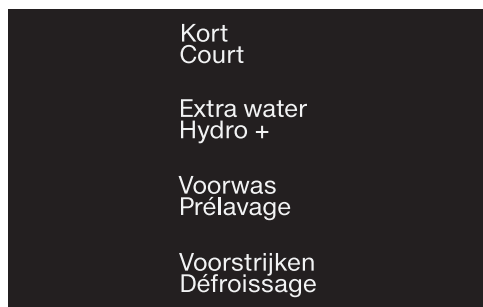 Kort
Court
Extra water
Hydro +
Voorwas
Prélavage
Voorstrijken
Défroissage